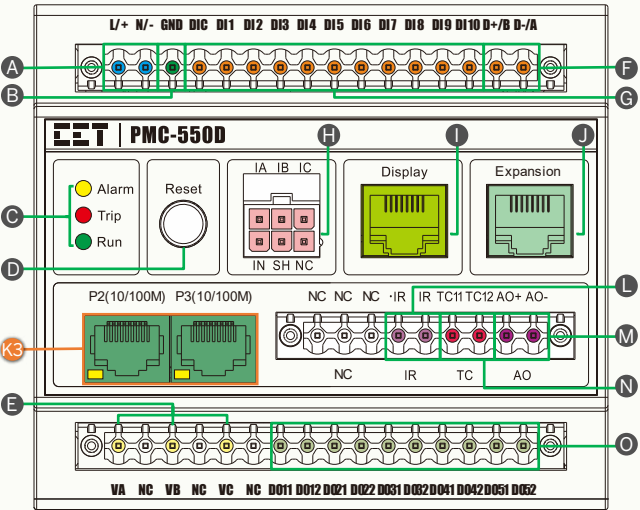 L/+ N/- GND DIC DI1 DI2 DI3 DI4 DI5 DI6 DI7 DI8 DI9 DI10 D+/B D-/A
A
B
F
G
CET PMC-550D
H
I
J
IA IB IC
Display
Expansion
Alarm
Reset
C
Trip
Run
D
IN SH NC
L
P2(10/100M) P3(10/100M)
NC NC NC ·IR IR TC11 TC12 AO+ AO-
K3
M
NC IR TC AO
N
E
O
VA NC VB NC VC NC DO11 DO12 DO21 DO22 DO31 DO32 DO41 DO42 DO51 DO52